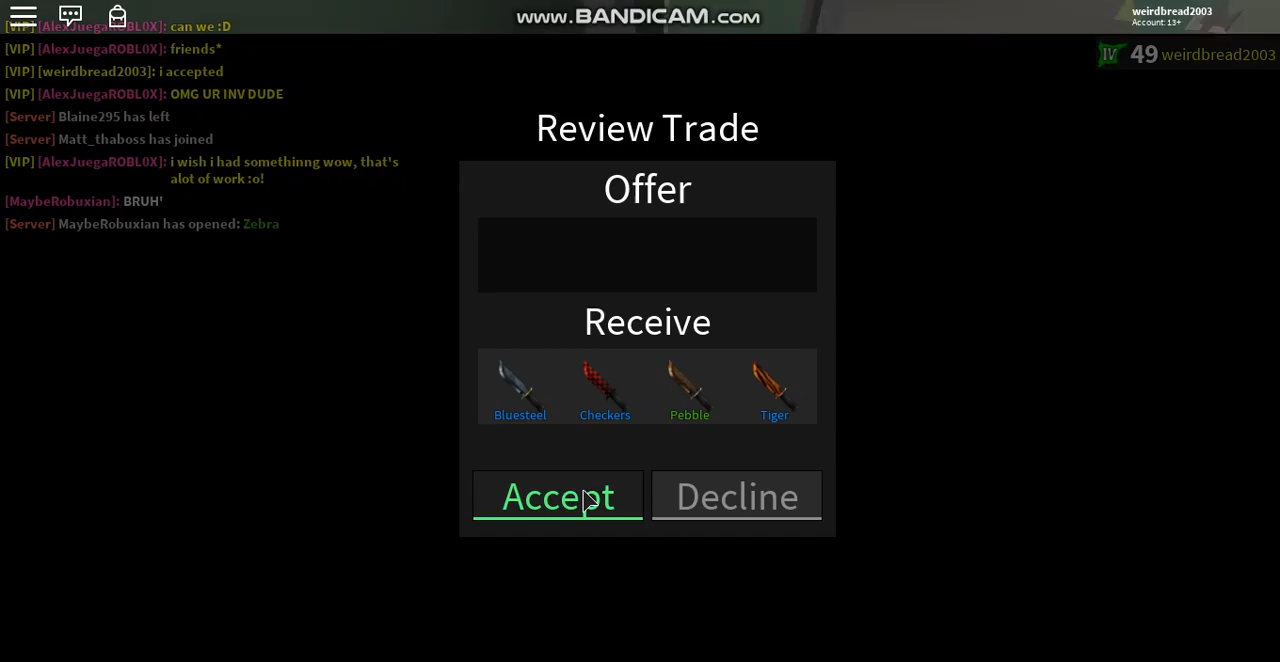 www.BANDICAM.com
weirdbread2003
Account: 13+
[VIP] [AlexJuegaROBL0X]: can we :D
[VIP] [AlexJuegaROBL0X]: friends*
[VIP] [weirdbread2003]: i accepted
[VIP] [AlexJuegaROBL0X]: OMG UR INV DUDE
[Server] Blaine295 has left
[Server] Matt_thaboss has joined
[VIP] [AlexJuegaROBL0X]: i wish i had somethinng wow, that's
alot of work :o!
[MaybeRobuxian]: BRUH'
[Server] MaybeRobuxian has opened: Zebra
IV 49 weirdbread2003
Review Trade
Offer
Receive
Bluesteel Checkers Pebble Tiger
Accept Decline